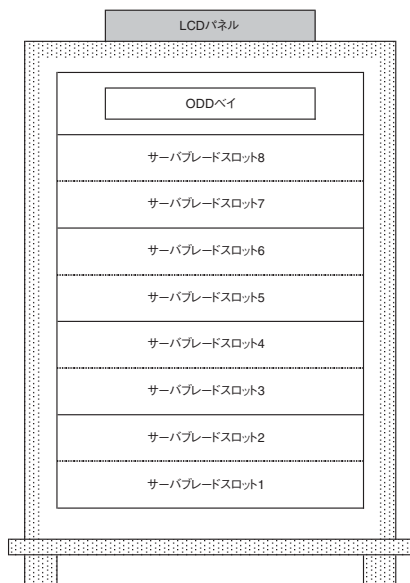 LCDパネル
ODDベイ
サーバブレードスロット8
サーバブレードスロット7
サーバブレードスロット6
サーバブレードスロット5
サーバブレードスロット4
サーバブレードスロット3
サーバブレードスロット2
サーバブレードスロット1